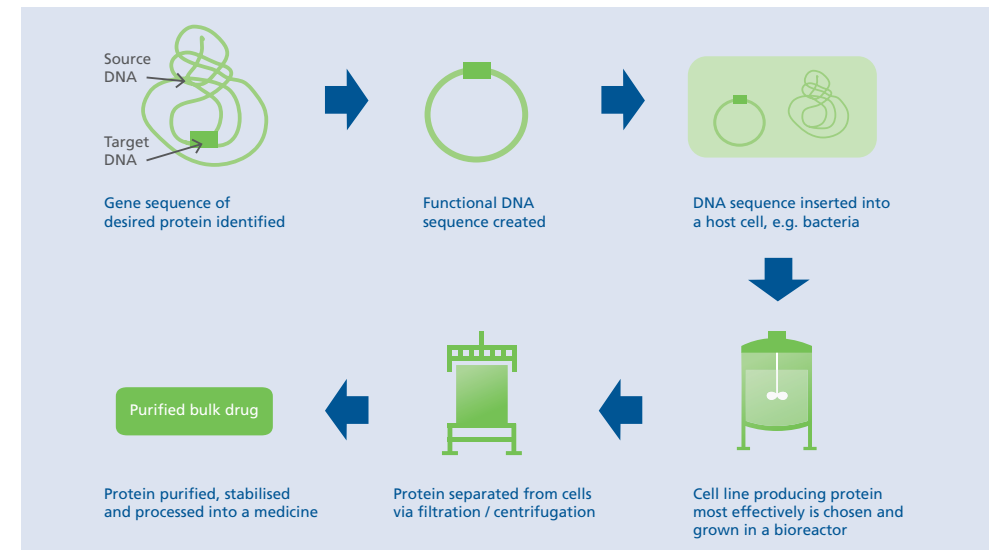 Source
DNA
Target
DNA
Gene sequence of
desired protein identified
Functional DNA
sequence created
DNA sequence inserted into
a host cell, e.g. bacteria
Cell line producing protein
most effectively is chosen and
grown in a bioreactor
Protein separated from cells
via filtration / centrifugation
Purified bulk drug
Protein purified, stabilised
and processed into a medicine